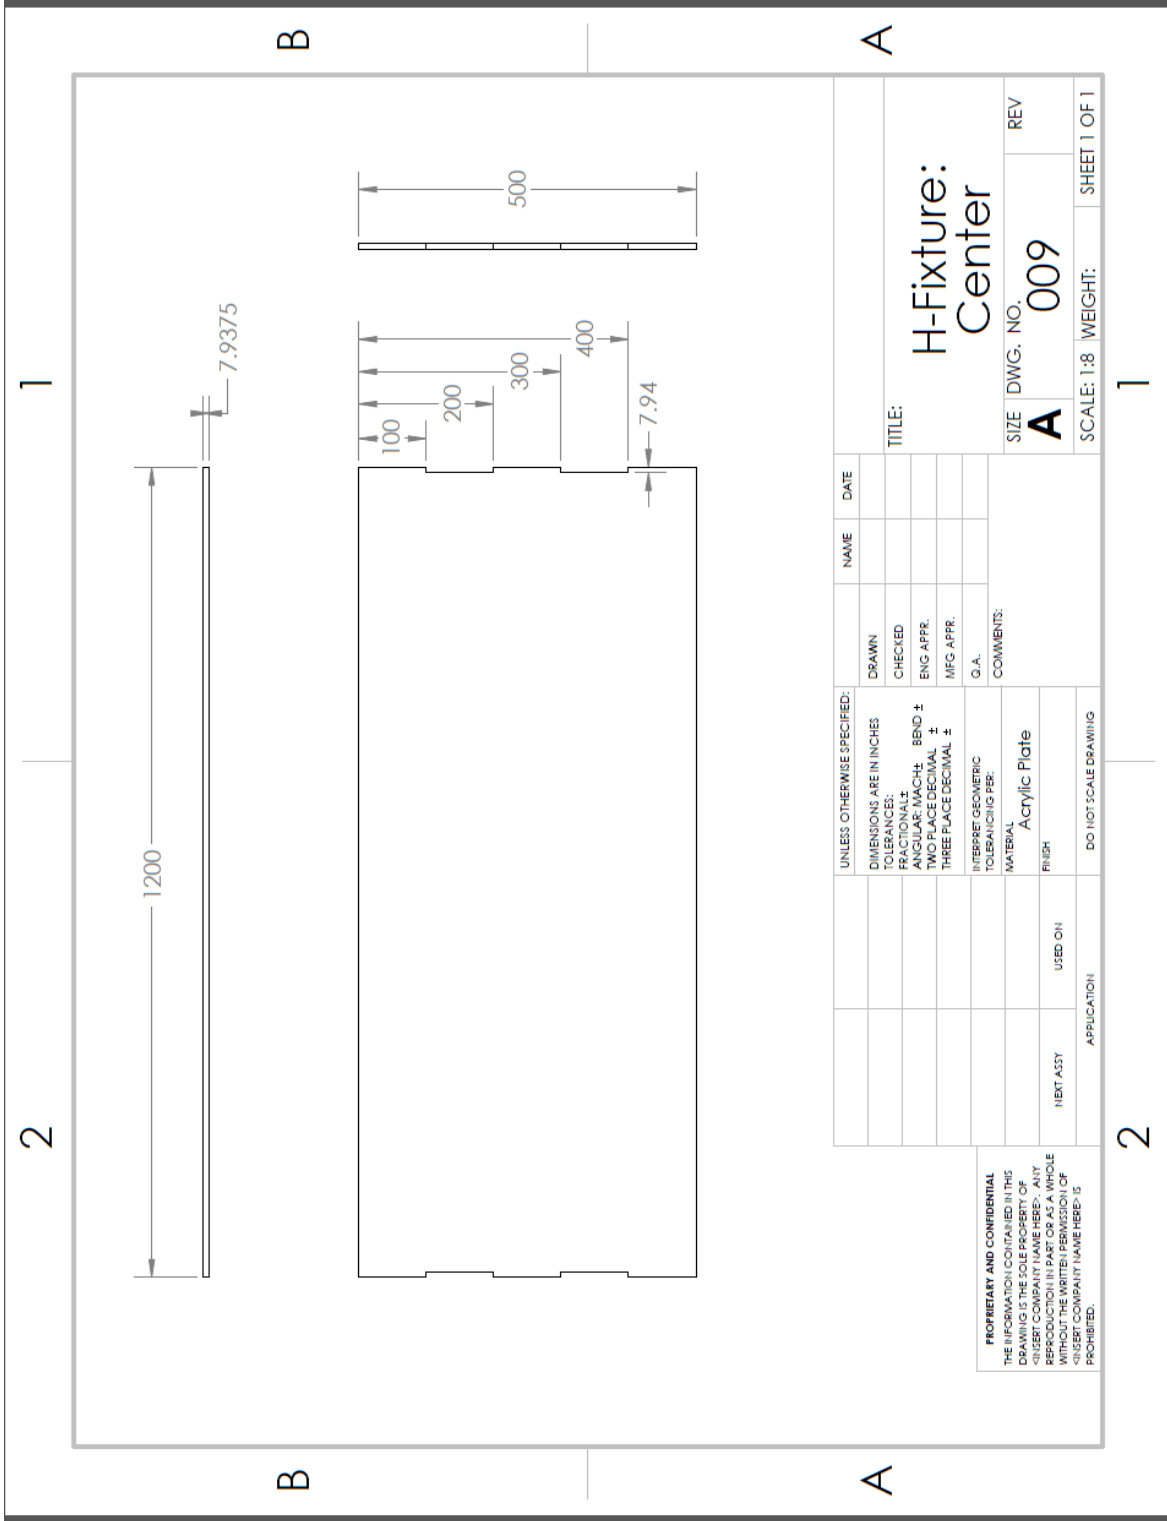 2
1
B
B
A
A
2
1
1200
7.9375
500
100
200
300
400
7.94
PROPRIETARY AND CONFIDENTIAL
THE INFORMATION CONTAINED IN THIS
DRAWING IS THE SOLE PROPERTY OF
<INSERT COMPANY NAME HERE>. ANY
REPRODUCTION IN PART OR AS A WHOLE
WITHOUT THE WRITTEN PERMISSION OF
<INSERT COMPANY NAME HERE> IS
PROHIBITED.
NEXT ASSY
USED ON
APPLICATION
UNLESS OTHERWISE SPECIFIED:
DIMENSIONS ARE IN INCHES
TOLERANCES:
FRACTIONAL±
ANGULAR: MACH± BEND ±
TWO PLACE DECIMAL ±
THREE PLACE DECIMAL ±
INTERPRET GEOMETRIC
TOLERANCING PER:
MATERIAL
Acrylic Plate
FINISH
DO NOT SCALE DRAWING
NAME
DATE
DRAWN
CHECKED
ENG APPR.
MFG APPR.
Q.A.
COMMENTS:
TITLE:
H-Fixture:
Center
SIZE
A
DWG. NO.
009
REV
SCALE: 1:8
WEIGHT:
SHEET 1 OF 1